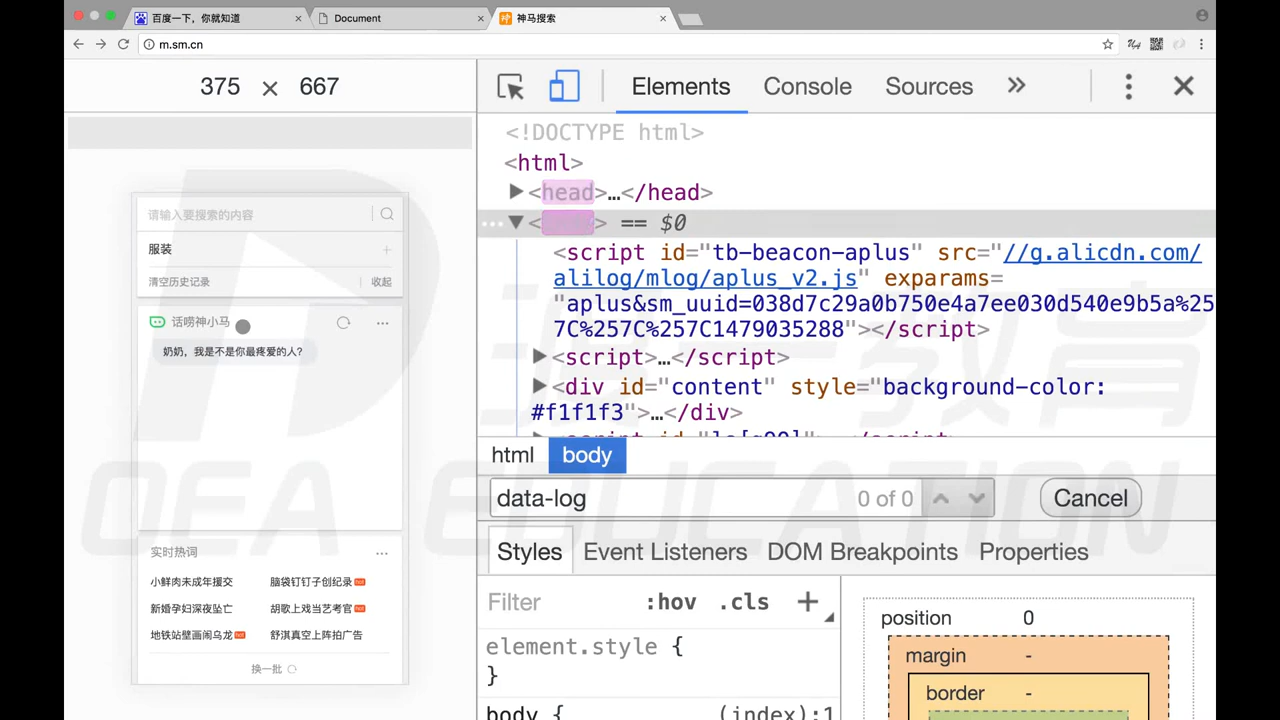 百度一下，你就知道
Document
神马搜索
m.sm.cn
375 × 667
Elements
Console
Sources
<!DOCTYPE html>
<html>
<head>…</head>
== $0
<script id="tb-beacon-aplus" src="//g.alicdn.com/
alilog/mlog/aplus_v2.js" exparams=
"aplus&sm_uuid=038d7c29a0b750e4a7ee030d540e9b5a%25
7C%257C%257C1479035288"></script>
<script>…</script>
<div id="content" style="background-color:
#f1f1f3">…</div>
html
body
data-log
0 of 0
Cancel
Styles
Event Listeners
DOM Breakpoints
Properties
Filter
:hov
.cls
+
element.style {
}
body {
(index):1
position
0
margin
-
border
-
请输入要搜索的内容
服装
清空历史记录
收起
话唠神小马
奶奶，我是不是你最疼爱的人？
实时热词
小鲜肉未成年援交
脑袋钉钉子创纪录 hot
新婚孕妇深夜坠亡
胡歌上戏当艺考官 hot
地铁站壁画闹乌龙 hot
舒淇真空上阵拍广告
换一批
教育
OEA EDUCATION